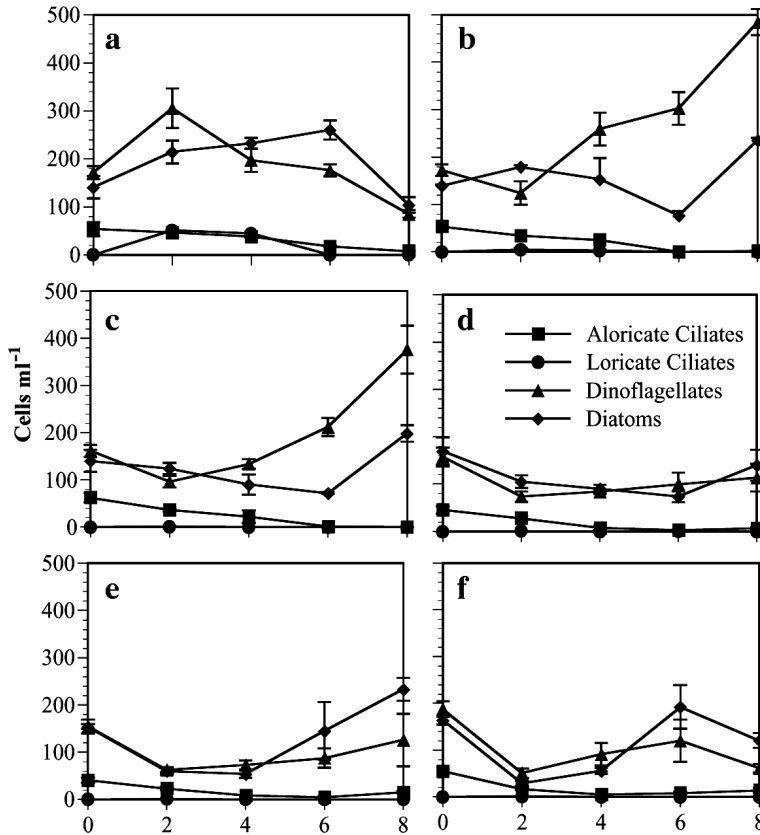 500
400
300
200
100
0
a
b
500
400
300
200
100
0
c
d
Aloricate Ciliates
Loricate Ciliates
Dinoflagellates
Diatoms
Cells ml⁻¹
500
400
300
200
100
0
e
f
0 2 4 6 8
0 2 4 6 8